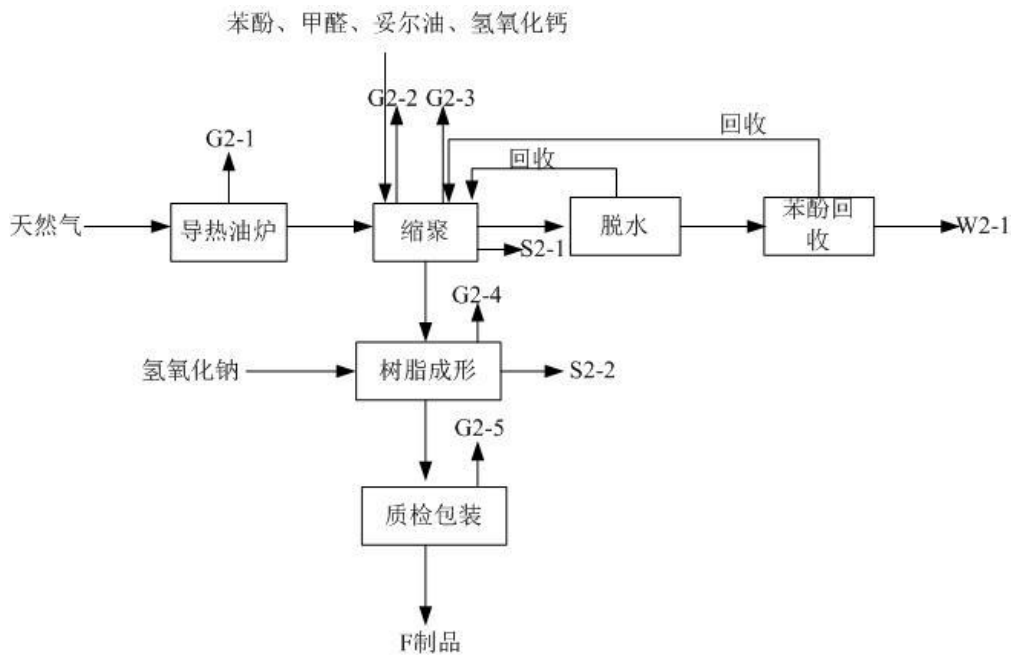 苯酚、甲醛、妥尔油、氢氧化钙
G2-2
G2-3
回收
G2-1
回收
天然气
导热油炉
缩聚
脱水
苯酚回
收
W2-1
S2-1
G2-4
氢氧化钠
树脂成形
S2-2
G2-5
质检包装
F制品